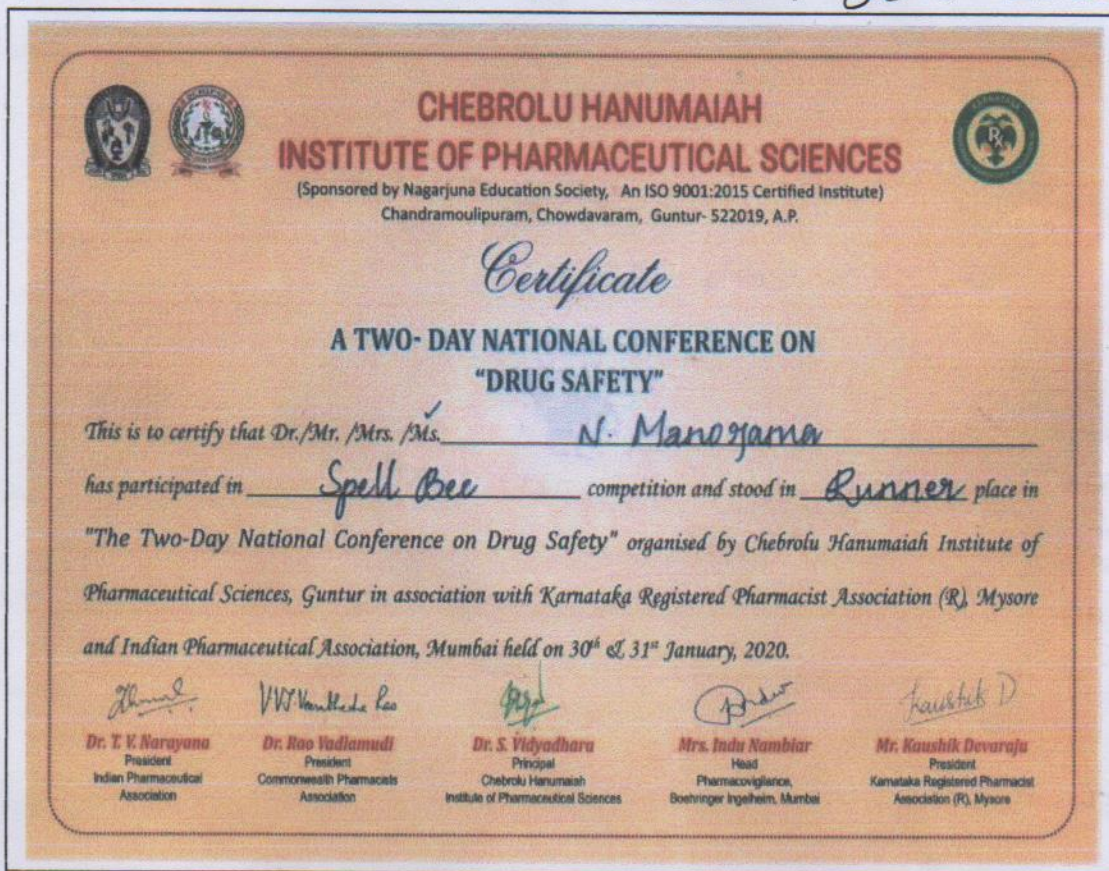 CHEBROLU HANUMAIAH
INSTITUTE OF PHARMACEUTICAL SCIENCES
(Sponsored by Nagarjuna Education Society, An ISO 9001:2015 Certified Institute)
Chandramoulipuram, Chowdavaram, Guntur- 522019, A.P.
KARNATAKA
Certificate
A TWO- DAY NATIONAL CONFERENCE ON
“DRUG SAFETY”
This is to certify that Dr./Mr. /Mrs. /Ms. N. Manorama
has participated in Spell Bee competition and stood in Runner place in
"The Two-Day National Conference on Drug Safety" organised by Chebrolu Hanumaiah Institute of
Pharmaceutical Sciences, Guntur in association with Karnataka Registered Pharmacist Association (R), Mysore
and Indian Pharmaceutical Association, Mumbai held on 30th & 31st January, 2020.
Kaushik D
Dr. T. V. Narayana Dr. Rao Vadlamudi Dr. S. Vidyadhara Mrs. Indu Nambiar Mr. Kaushik Devaraju
President President Principal Head President
Indian Pharmaceutical Commonwealth Pharmacists Chebrolu Hanumaiah Pharmacovigilance, Karnataka Registered Pharmacist
Association Association Institute of Pharmaceutical Sciences Boehringer Ingelheim, Mumbai Association (R), Mysore